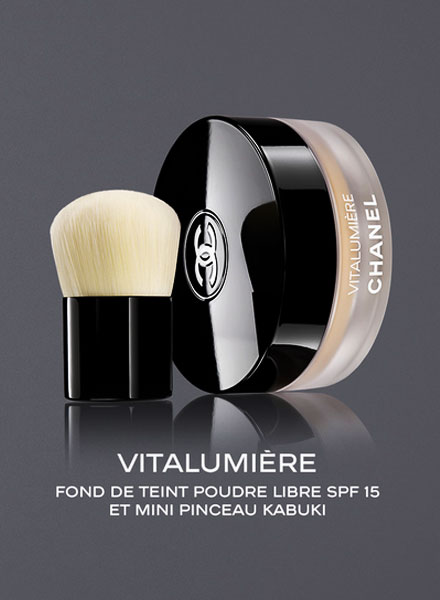 VITALUMIÈRE
CHANEL
VITALUMIÈRE
FOND DE TEINT POUDRE LIBRE SPF 15
ET MINI PINCEAU KABUKI